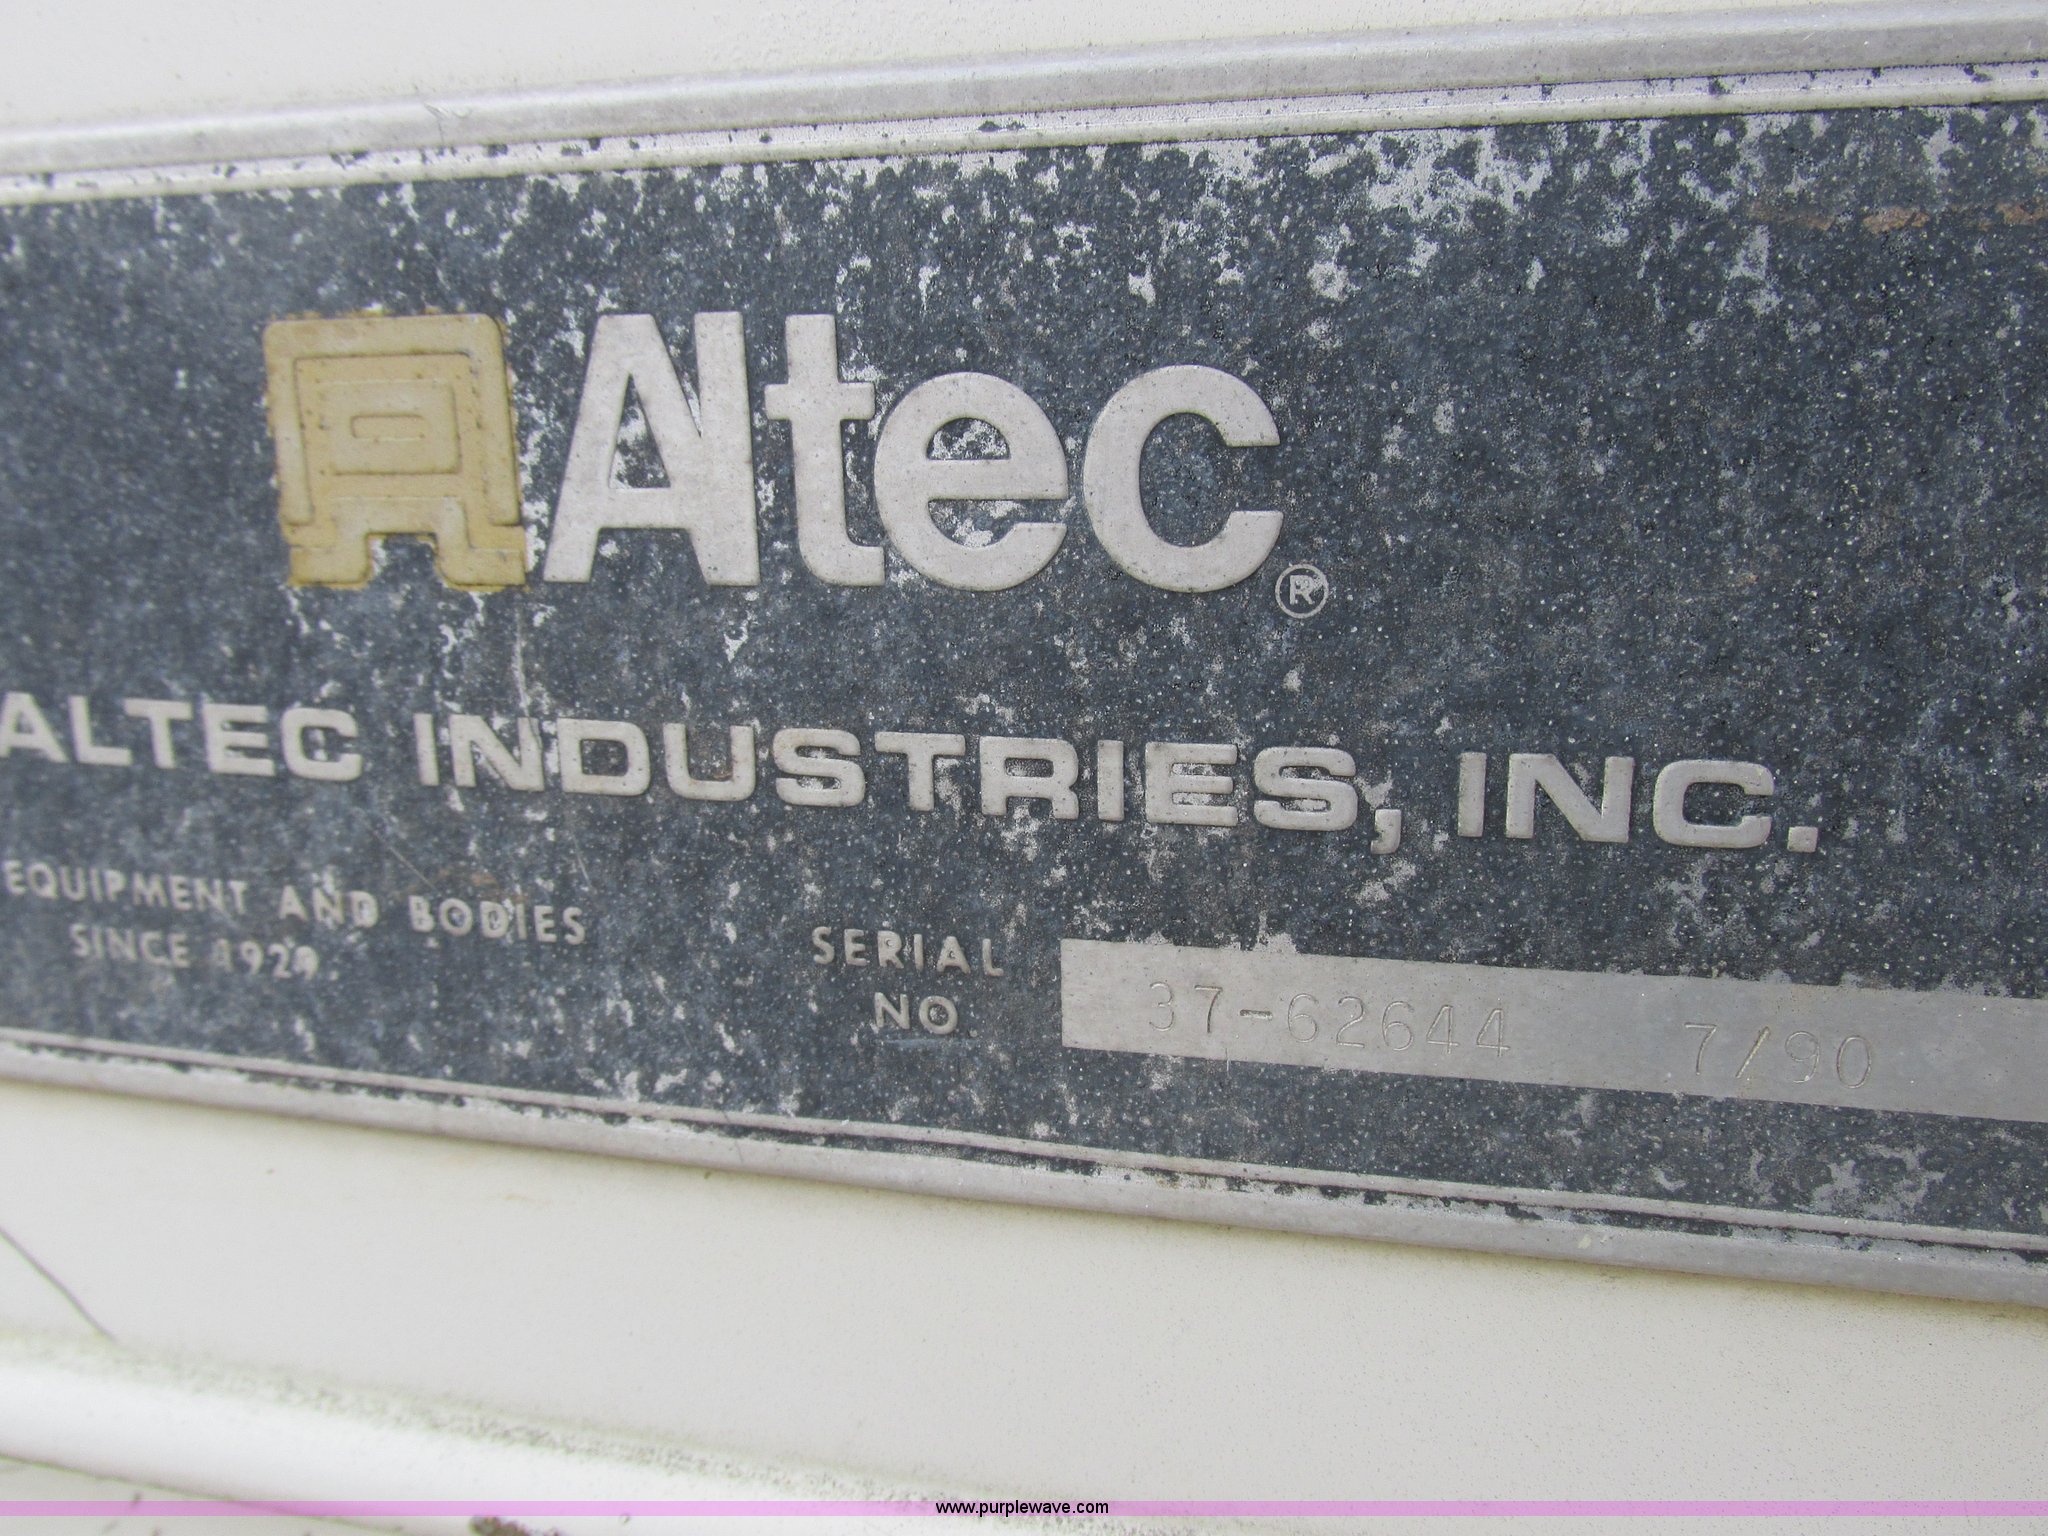 Altec®
ALTEC INDUSTRIES, INC.
EQUIPMENT AND BODIES
SINCE 1929
SERIAL
NO. 37-62644 7/90
www.purplewave.com